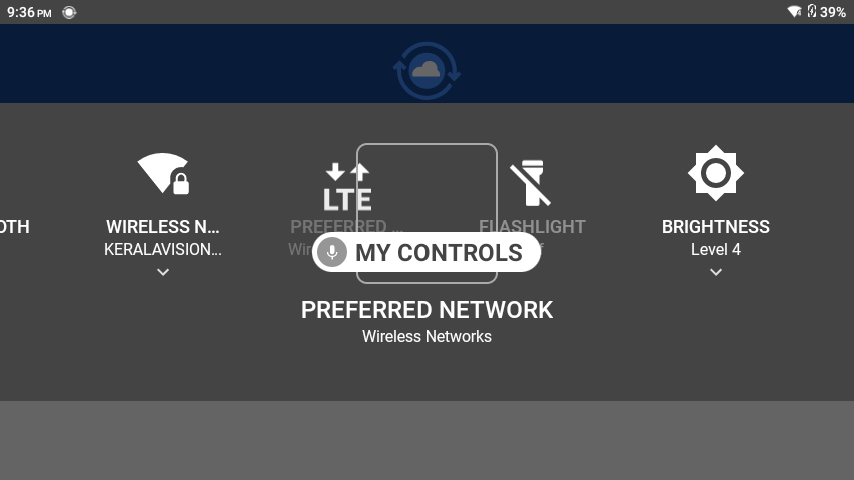 9:36 PM
39%
OTH
WIRELESS N...
KERALAVISION...
LTE
PREFERRED ...
FLASHLIGHT
BRIGHTNESS
Level 4
MY CONTROLS
PREFERRED NETWORK
Wireless Networks